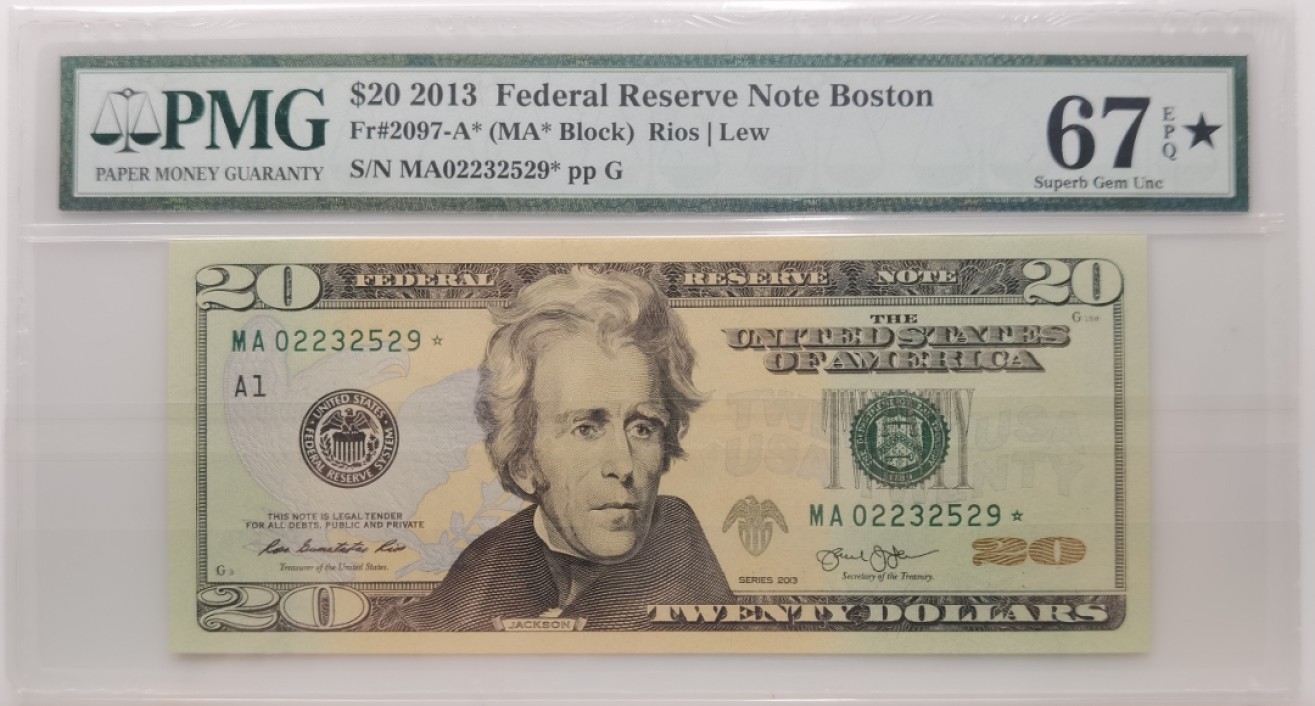 PMG
PAPER MONEY GUARANTY
$20 2013 Federal Reserve Note Boston
Fr#2097-A* (MA* Block) Rios | Lew
S/N MA02232529* pp G
67 EPQ ★
Superb Gem Unc
20 FEDERAL RESERVE NOTE 20
MA 02232529 ★
A1
THE
UNITED STATES
OF AMERICA
G
UNITED STATES
FEDERAL RESERVE SYSTEM
TWENTY
USA
USA
TWENTY
THIS NOTE IS LEGAL TENDER
FOR ALL DEBTS, PUBLIC AND PRIVATE
Treasurer of the United States.
G
MA 02232529 ★
SERIES 2013
Secretary of the Treasury.
20
20
JACKSON
TWENTY DOLLARS